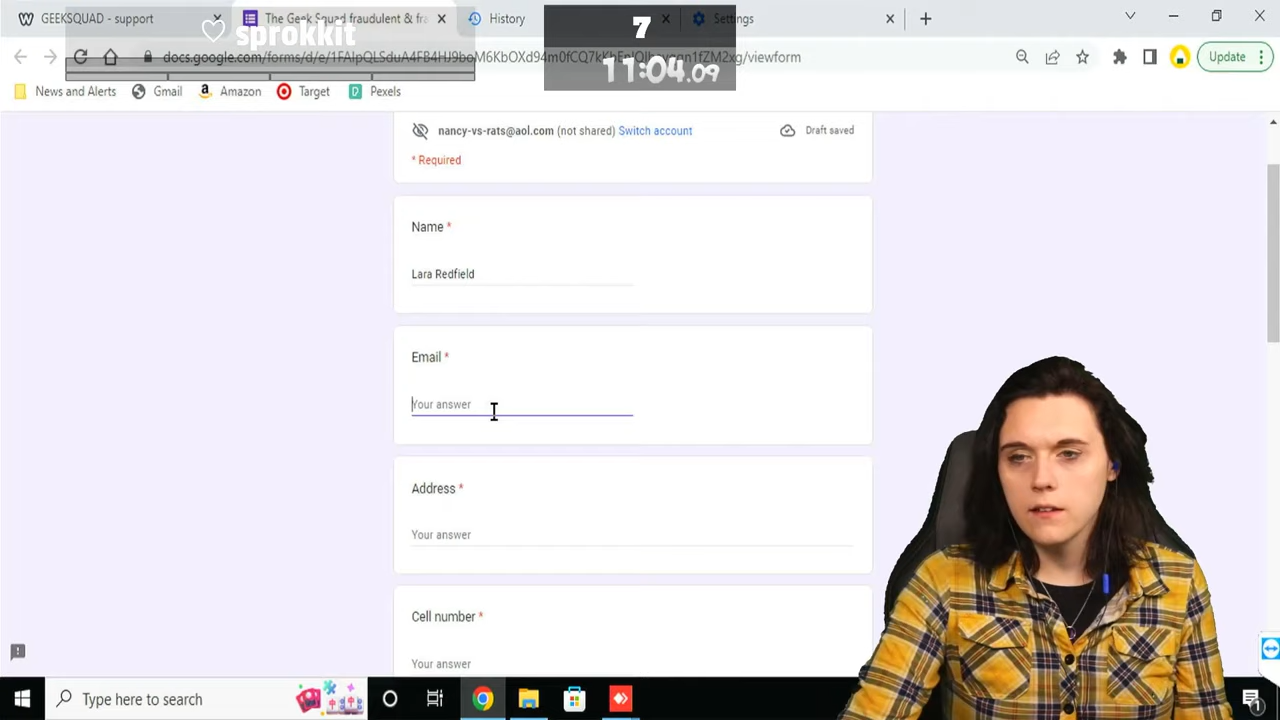 GEEKSQUAD - support
The Geek Squad fraudulent & fra
History
Settings
sprokkit
7
11:04.09
Update
News and Alerts
Gmail
Amazon
Target
Pexels
nancy-vs-rats@aol.com (not shared) Switch account
Draft saved
* Required
Name *
Lara Redfield
Email *
Your answer
Address *
Your answer
Cell number *
Your answer
Type here to search
1